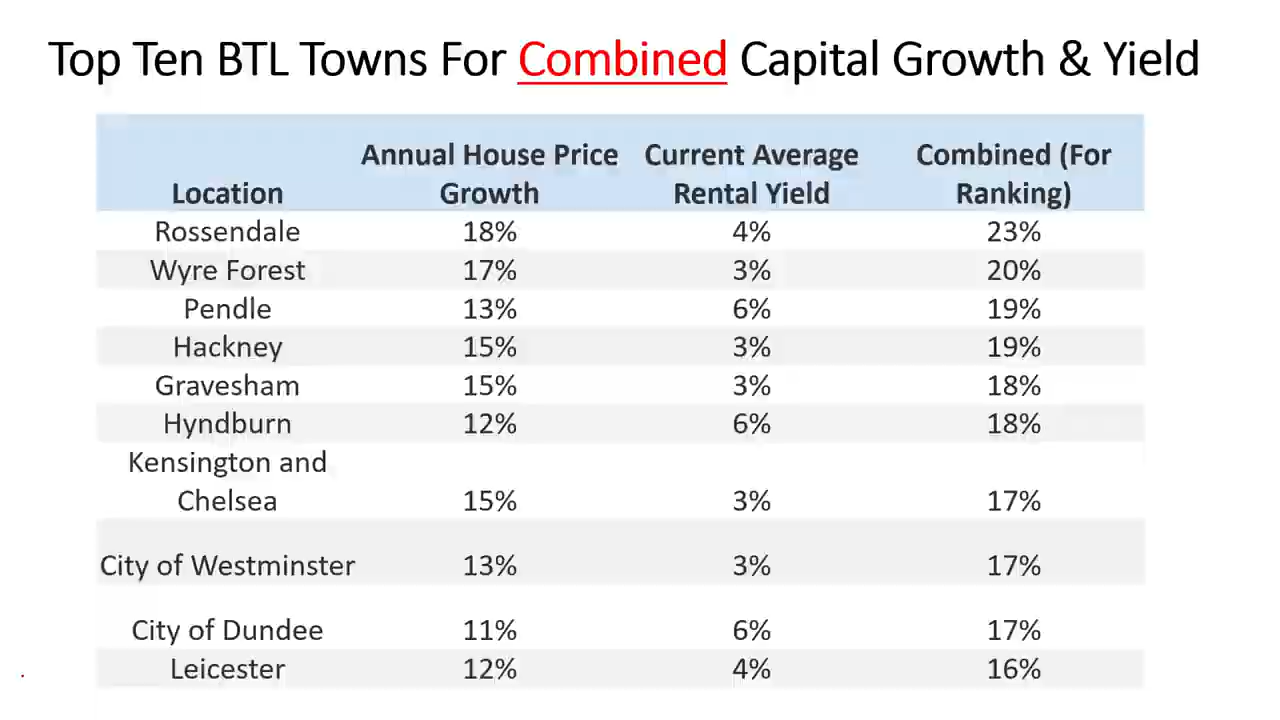 Top Ten BTL Towns For Combined Capital Growth & Yield
Location Annual House Price Growth Current Average Rental Yield Combined (For Ranking)
Rossendale 18% 4% 23%
Wyre Forest 17% 3% 20%
Pendle 13% 6% 19%
Hackney 15% 3% 19%
Gravesham 15% 3% 18%
Hyndburn 12% 6% 18%
Kensington and Chelsea 15% 3% 17%
City of Westminster 13% 3% 17%
City of Dundee 11% 6% 17%
Leicester 12% 4% 16%